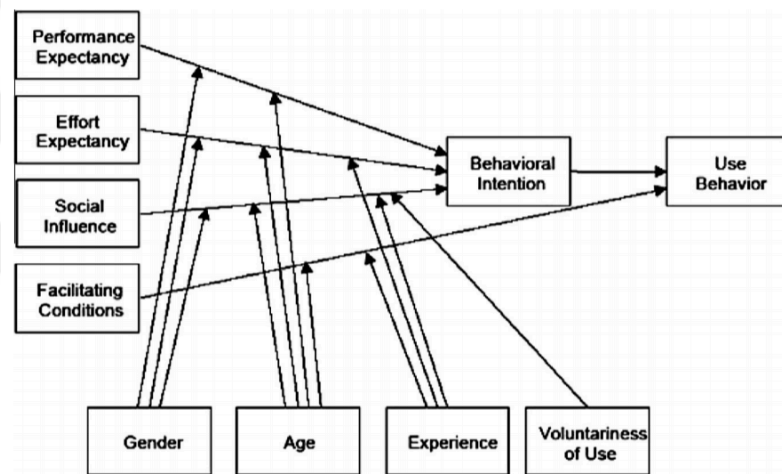 Performance
Expectancy
Effort
Expectancy
Social
Influence
Facilitating
Conditions
Behavioral
Intention
Use
Behavior
Gender
Age
Experience
Voluntariness
of Use